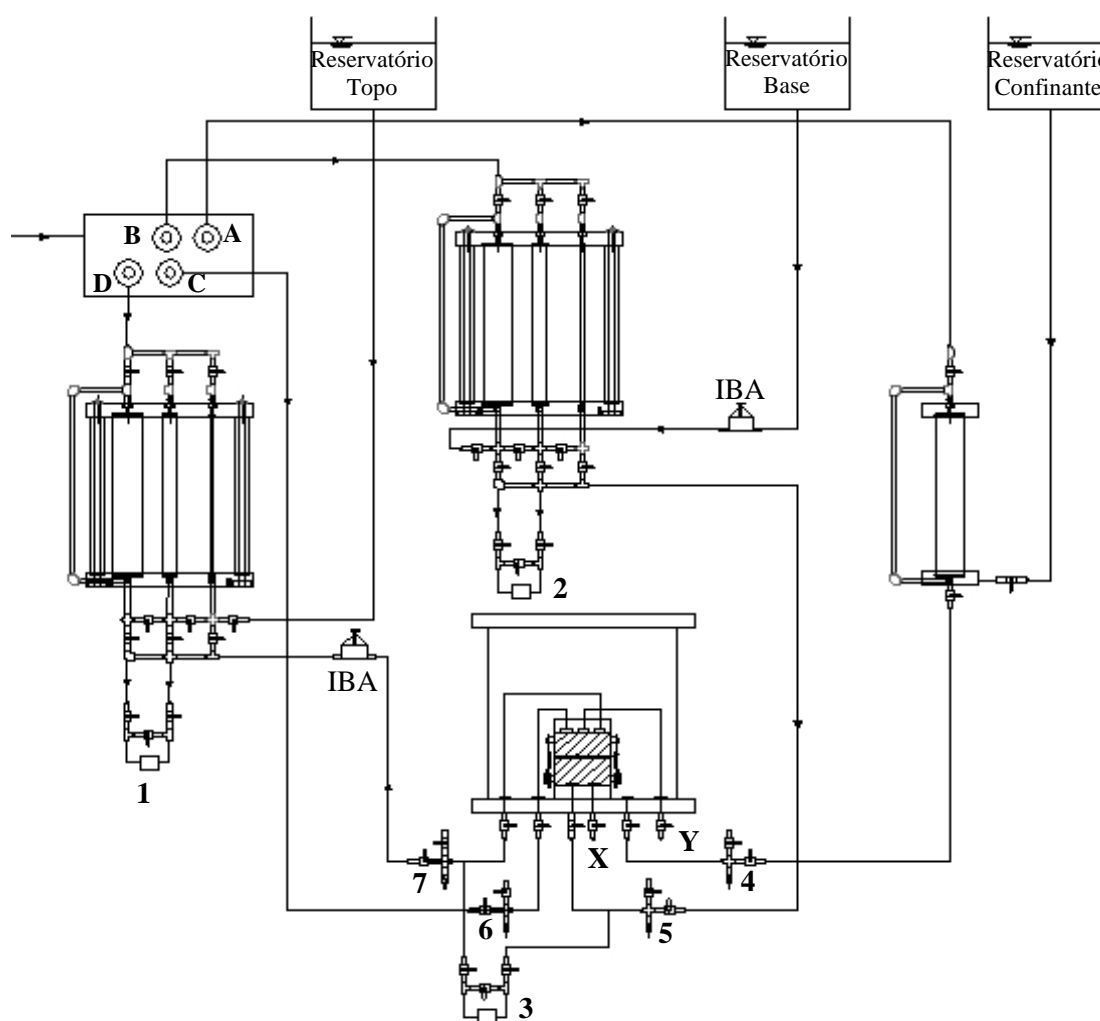 Reservatório
Topo
Reservatório
Base
Reservatório
Confinante
B
A
D
C
IBA
2
IBA
1
X
Y
7
4
6
5
3